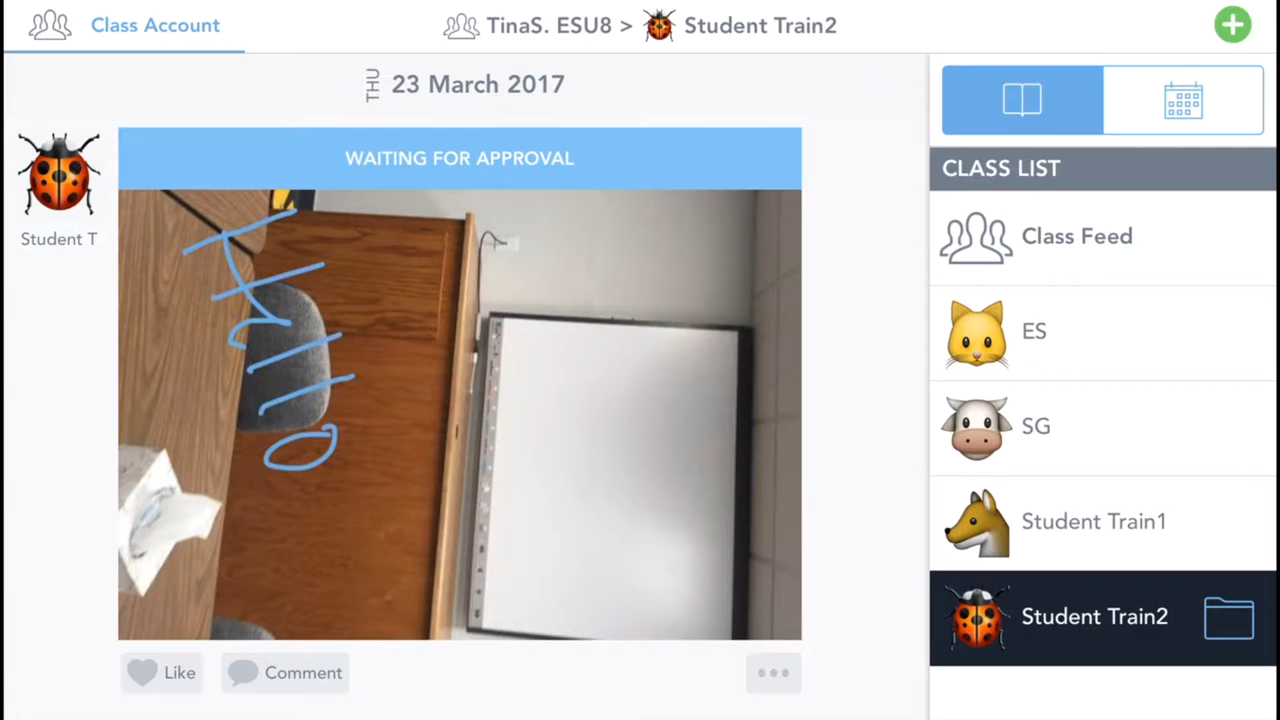 Class Account
TinaS. ESU8 > Student Train2
THU 23 March 2017
WAITING FOR APPROVAL
Student T
Hello
Like
Comment
CLASS LIST
Class Feed
ES
SG
Student Train1
Student Train2